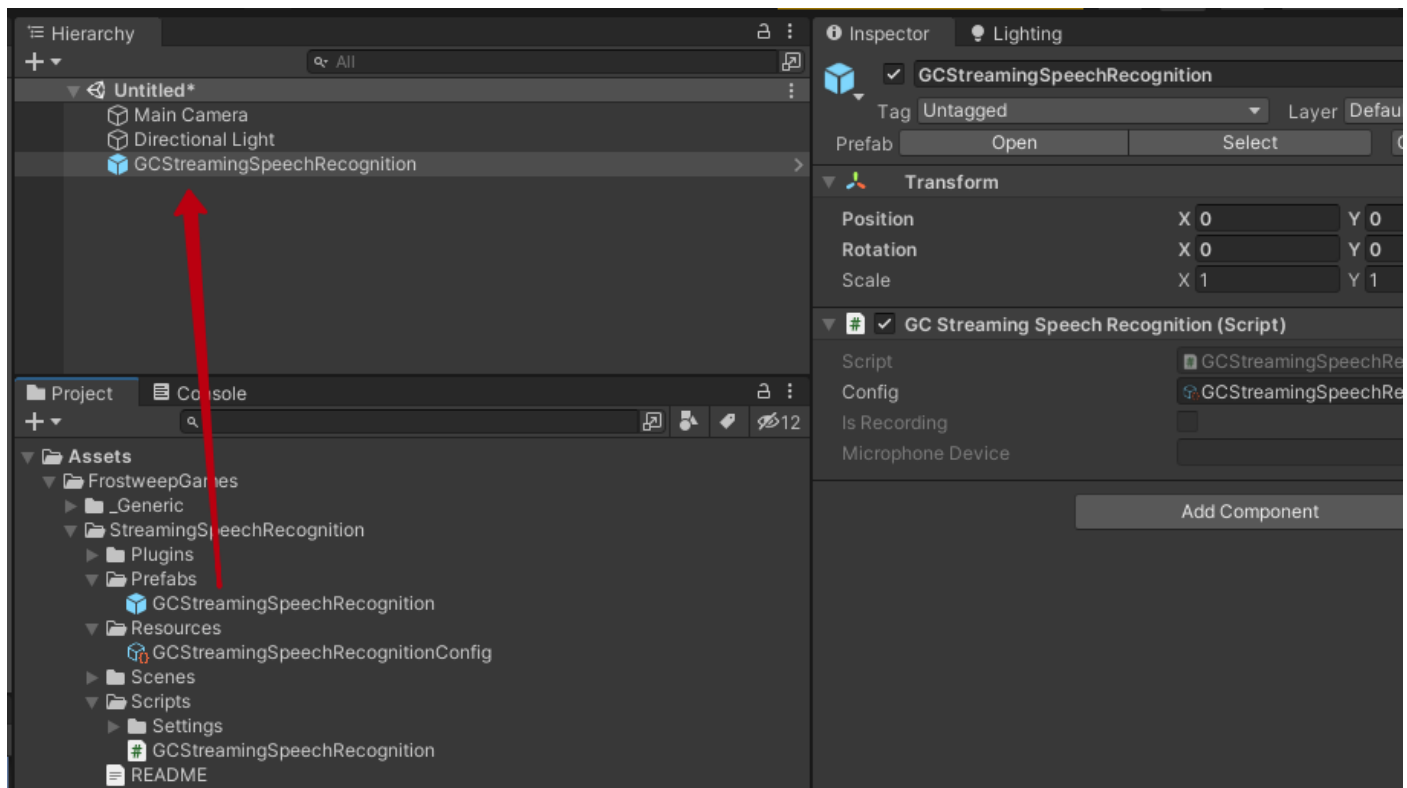 Hierarchy
All
Untitled*
Main Camera
Directional Light
GCStreamingSpeechRecognition
Project Console
12
Assets
FrostweepGames
_Generic
StreamingSpeechRecognition
Plugins
Prefabs
GCStreamingSpeechRecognition
Resources
GCStreamingSpeechRecognitionConfig
Scenes
Scripts
Settings
GCStreamingSpeechRecognition
README
Inspector Lighting
GCStreamingSpeechRecognition
Tag Untagged Layer Defau
Prefab Open Select
Transform
Position X 0 Y 0
Rotation X 0 Y 0
Scale X 1 Y 1
# GC Streaming Speech Recognition (Script)
Script GCStreamingSpeechRe
Config GCStreamingSpeechRe
Is Recording
Microphone Device
Add Component